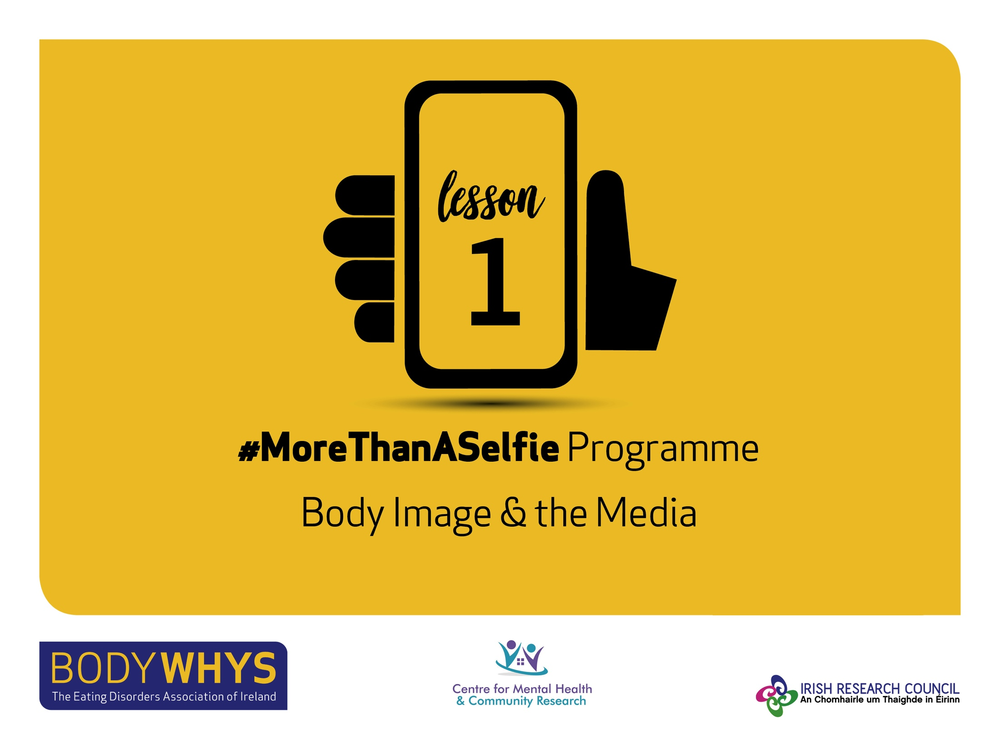 lesson
1
#MoreThanASelfie Programme
Body Image & the Media
BODYWHYS
The Eating Disorders Association of Ireland
Centre for Mental Health
& Community Research
IRISH RESEARCH COUNCIL
An Chomhairle um Thaighde in Éirinn